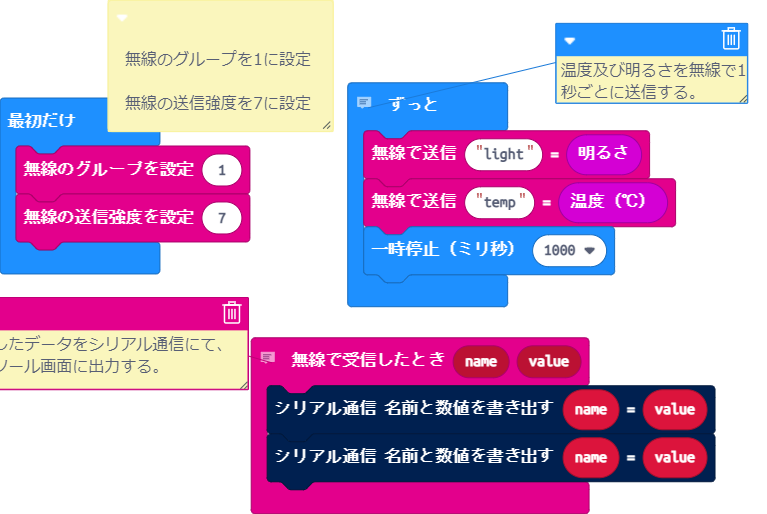 無線のグループを1に設定
無線の送信強度を7に設定
最初だけ
無線のグループを設定 1
無線の送信強度を設定 7
温度及び明るさを無線で1
秒ごとに送信する。
ずっと
無線で送信 "light" = 明るさ
無線で送信 "temp" = 温度（℃）
一時停止（ミリ秒） 1000
したデータをシリアル通信にて、
ソール画面に出力する。
無線で受信したとき name value
シリアル通信 名前と数値を書き出す name = value
シリアル通信 名前と数値を書き出す name = value